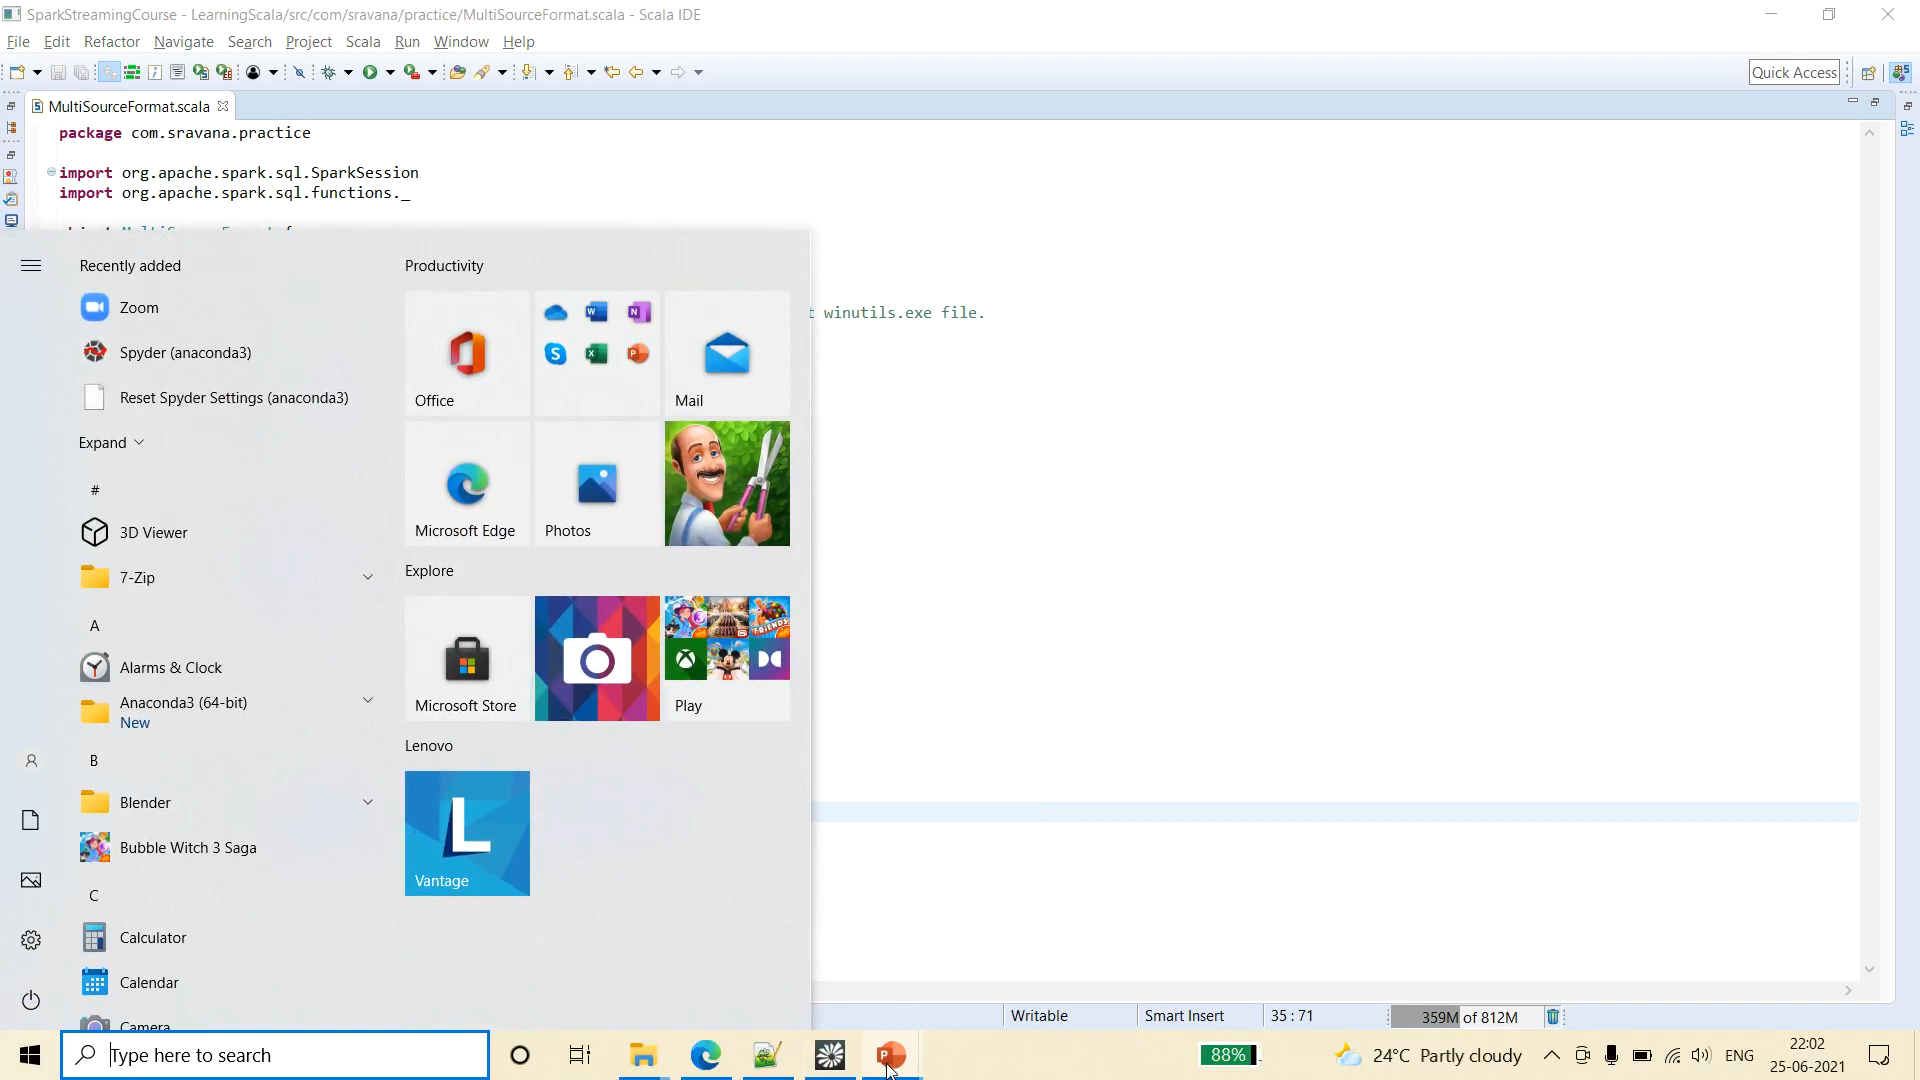 SparkStreamingCourse - LearningScala/src/com/sravana/practice/MultiSourceFormat.scala - Scala IDE
File Edit Refactor Navigate Search Project Scala Run Window Help
Quick Access
MultiSourceFormat.scala
package com.sravana.practice
import org.apache.spark.sql.SparkSession
import org.apache.spark.sql.functions._
winutils.exe file.
Recently added
Zoom
Spyder (anaconda3)
Reset Spyder Settings (anaconda3)
Expand
#
3D Viewer
7-Zip
A
Alarms & Clock
Anaconda3 (64-bit)
New
B
Blender
Bubble Witch 3 Saga
C
Calculator
Calendar
Camera
Productivity
Office
Mail
Microsoft Edge
Photos
Explore
Microsoft Store
Play
Lenovo
Vantage
Writable
Smart Insert
35 : 71
359M of 812M
Type here to search
88%
24°C Partly cloudy
ENG
22:02
25-06-2021